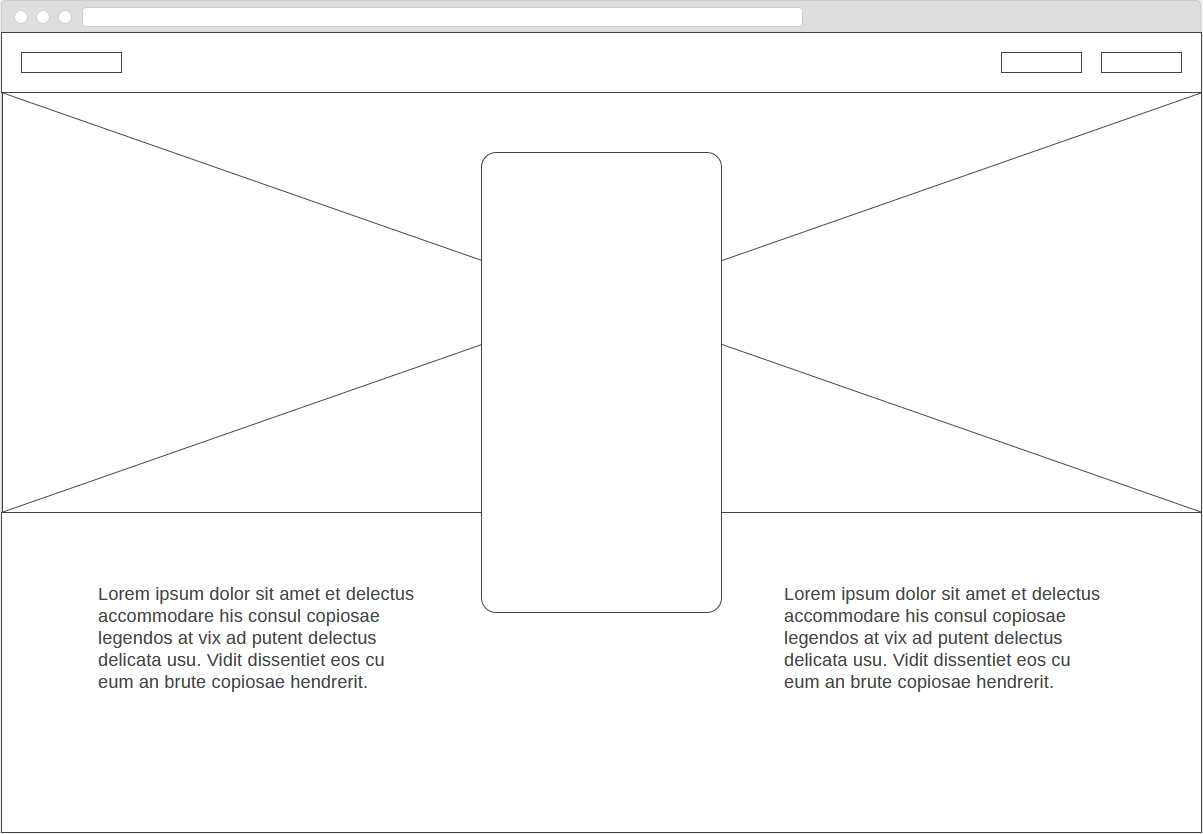 Lorem ipsum dolor sit amet et delectus
accommodare his consul copiosae
legendos at vix ad putent delectus
delicata usu. Vidit dissentiet eos cu
eum an brute copiosae hendrerit.
Lorem ipsum dolor sit amet et delectus
accommodare his consul copiosae
legendos at vix ad putent delectus
delicata usu. Vidit dissentiet eos cu
eum an brute copiosae hendrerit.